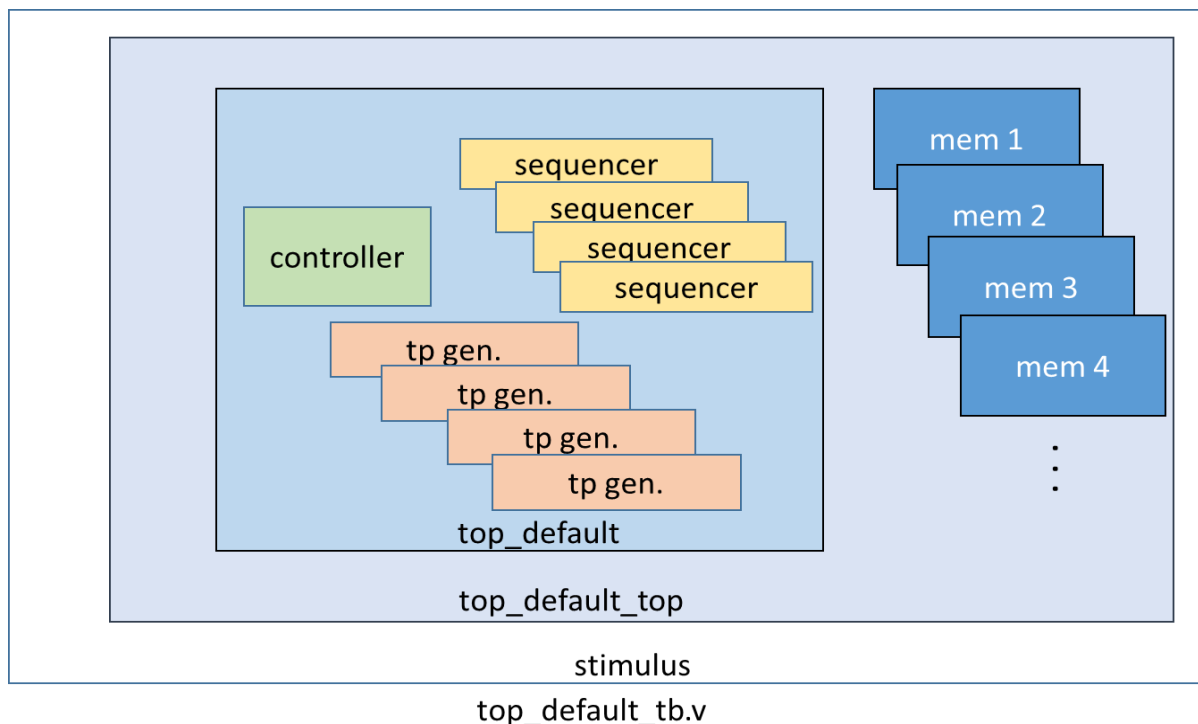 mem 1
sequencer
mem 2
sequencer
controller
sequencer
sequencer
mem 3
tp gen.
mem 4
tp gen.
tp gen.
tp gen.
top_default
top_default_top
stimulus
top_default_tb.v